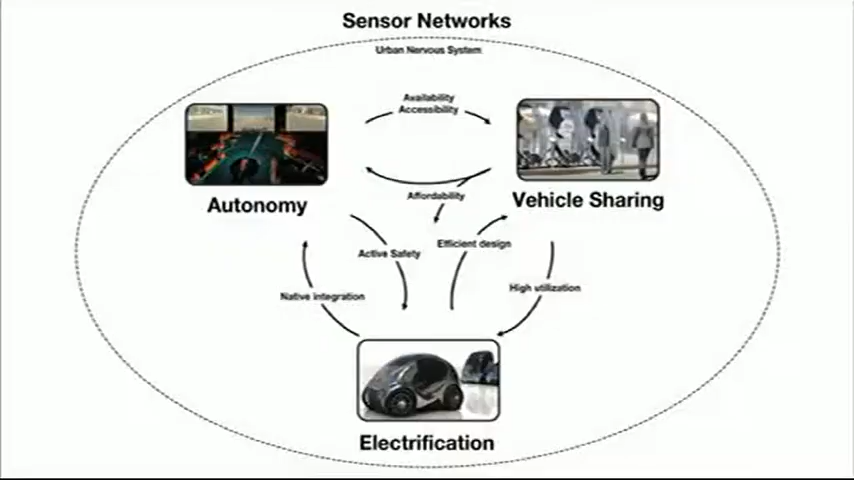 Sensor Networks
Urban Nervous System
Availability
Accessibility
Autonomy
Vehicle Sharing
Affordability
Active Safety
Efficient design
Native integration
High utilization
Electrification